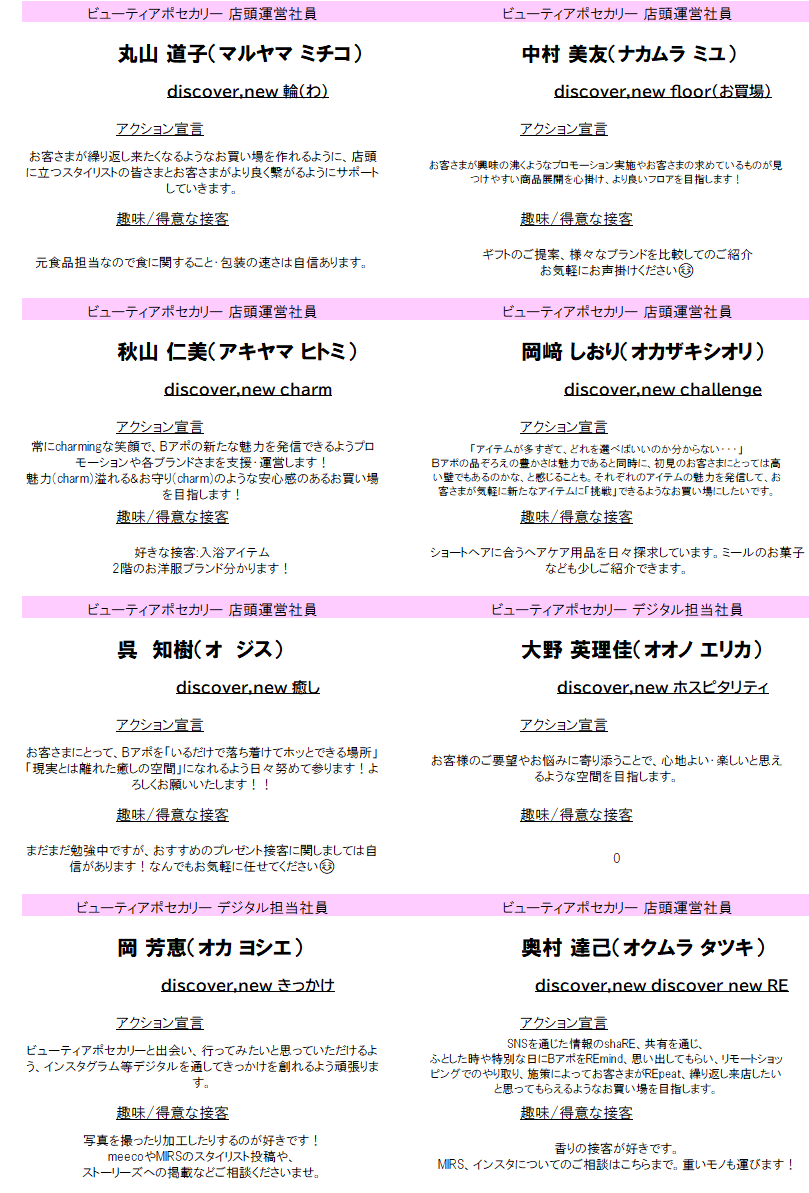 ビューティアポセカリー 店頭運営社員
丸山 道子(マルヤマ ミチコ)
discover,new 輪(わ)
アクション宣言
お客さまが繰り返し来たくなるようなお買い場を作れるように、店頭
に立つスタイリストの皆さまとお客さまがより良く繋がるようにサポート
していきます。
趣味/得意な接客
元食品担当なので食に関すること・包装の速さは自信あります。
ビューティアポセカリー 店頭運営社員
中村 美友(ナカムラ ミユ)
discover,new floor(お買場)
アクション宣言
お客さまが興味の沸くようなプロモーション実施やお客さまの求めているものが見
つけやすい商品展開を心掛け、より良いフロアを目指します！
趣味/得意な接客
ギフトのご提案、様々なブランドを比較してのご紹介
お気軽にお声掛けください
ビューティアポセカリー 店頭運営社員
秋山 仁美(アキヤマ ヒトミ)
discover,new charm
アクション宣言
常にcharmingな笑顔で、Bアポの新たな魅力を発信できるようプロ
モーションや各ブランドさまを支援・運営します！
魅力(charm)溢れる&お守り(charm)のような安心感のあるお買い場
を目指します！
趣味/得意な接客
好きな接客:入浴アイテム
2階のお洋服ブランド分かります！
ビューティアポセカリー 店頭運営社員
岡﨑 しおり(オカザキシオリ)
discover,new challenge
アクション宣言
「アイテムが多すぎて、どれを選べばいいのか分からない・・・」
Bアポの品ぞろえの豊かさは魅力であると同時に、初見のお客さまにとっては高
い壁でもあるのかな、と感じることも。それぞれのアイテムの魅力を発信して、お
客さまが気軽に新たなアイテムに「挑戦」できるようなお買い場にしたいです。
趣味/得意な接客
ショートヘアに合うヘアケア用品を日々探求しています。ミールのお菓子
なども少しご紹介できます。
ビューティアポセカリー 店頭運営社員
呉 知樹(オ ジス)
discover,new 癒し
アクション宣言
お客さまにとって、Bアポを「いるだけで落ち着けてホッとできる場所」
「現実とは離れた癒しの空間」になれるよう日々努めて参ります！よ
ろしくお願いいたします！！
趣味/得意な接客
まだまだ勉強中ですが、おすすめのプレゼント接客に関しましては自
信があります！なんでもお気軽に任せてください
ビューティアポセカリー デジタル担当社員
大野 英理佳(オオノ エリカ)
discover,new ホスピタリティ
アクション宣言
お客様のご要望やお悩みに寄り添うことで、心地よい・楽しいと思え
るような空間を目指します。
趣味/得意な接客
0
ビューティアポセカリー デジタル担当社員
岡 芳恵(オカ ヨシエ)
discover,new きっかけ
アクション宣言
ビューティアポセカリーと出会い、行ってみたいと思っていただけるよ
う、インスタグラム等デジタルを通してきっかけを創れるよう頑張りま
す。
趣味/得意な接客
写真を撮ったり加工したりするのが好きです！
meecoやMIRSのスタイリスト投稿や、
ストーリーズへの掲載などご相談くださいませ。
ビューティアポセカリー 店頭運営社員
奥村 達己(オクムラ タツキ)
discover,new discover new RE
アクション宣言
SNSを通じた情報のshaRE、共有を通じ、
ふとした時や特別な日にBアポをREmind、思い出してもらい、リモートショッ
ピングでのやり取り、施策によってお客さまがREpeat、繰り返し来店したい
と思ってもらえるようなお買い場を目指します。
趣味/得意な接客
香りの接客が好きです。
MIRS、インスタについてのご相談はこちらまで。重いモノも運びます！